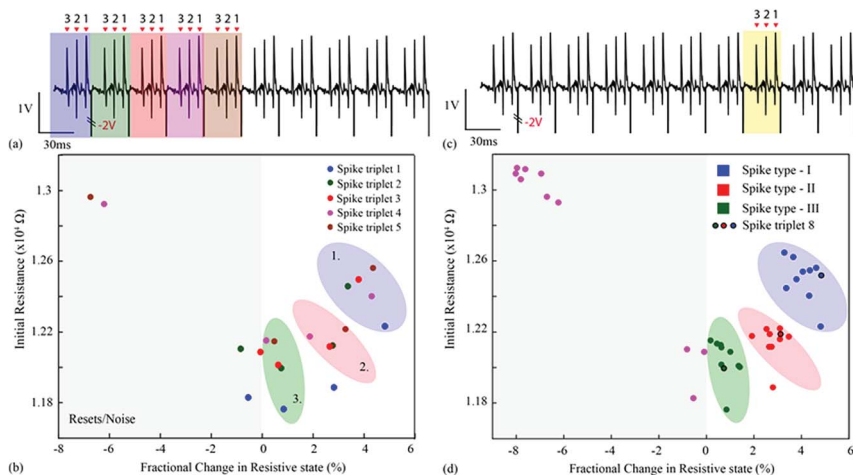 3 2 1 3 2 1 3 2 1 3 2 1 3 2 1
1V
-2V
30ms
(a)
3 2 1
1V
-2V
30ms
(c)
Spike triplet 1
Spike triplet 2
Spike triplet 3
Spike triplet 4
Spike triplet 5
1.
2.
3.
Resets/Noise
Initial Resistance (x10⁴ Ω)
1.3
1.26
1.22
1.18
-8 -6 -4 -2 0 2 4 6
Fractional Change in Resistive state (%)
(b)
Spike type - I
Spike type - II
Spike type - III
Spike triplet 8
Initial Resistance (x10⁴ Ω)
1.3
1.26
1.22
1.18
-8 -6 -4 -2 0 2 4 6
Fractional Change in Resistive state (%)
(d)